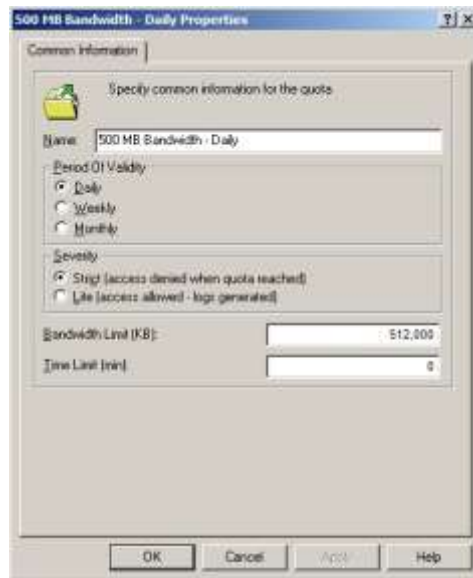 500 MB Bandwidth - Daily Properties
Common Information
Specify common information for the quota
Name: 500 MB Bandwidth - Daily
Period Of Validity
Daily
Weekly
Monthly
Severity
Strict (access denied when quota reached)
Lite (access allowed - logs generated)
Bandwidth Limit (KB): 512,000
Time Limit (min): 0
OK Cancel Apply Help